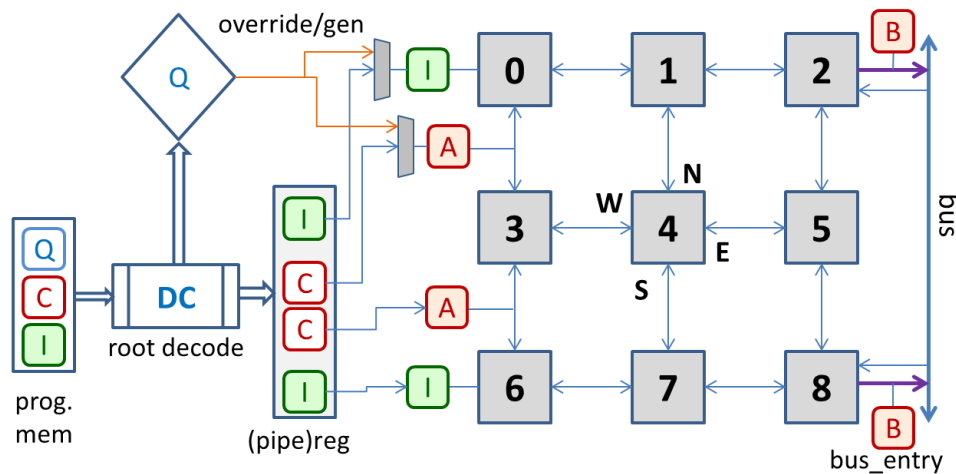 override/gen
B
Q
I
0
1
2
A
N
I
W
3
4
5
bus
Q
E
C
C
DC
S
A
C
I
root decode
I
I
6
7
8
prog.
mem
(pipe)reg
B
bus_entry